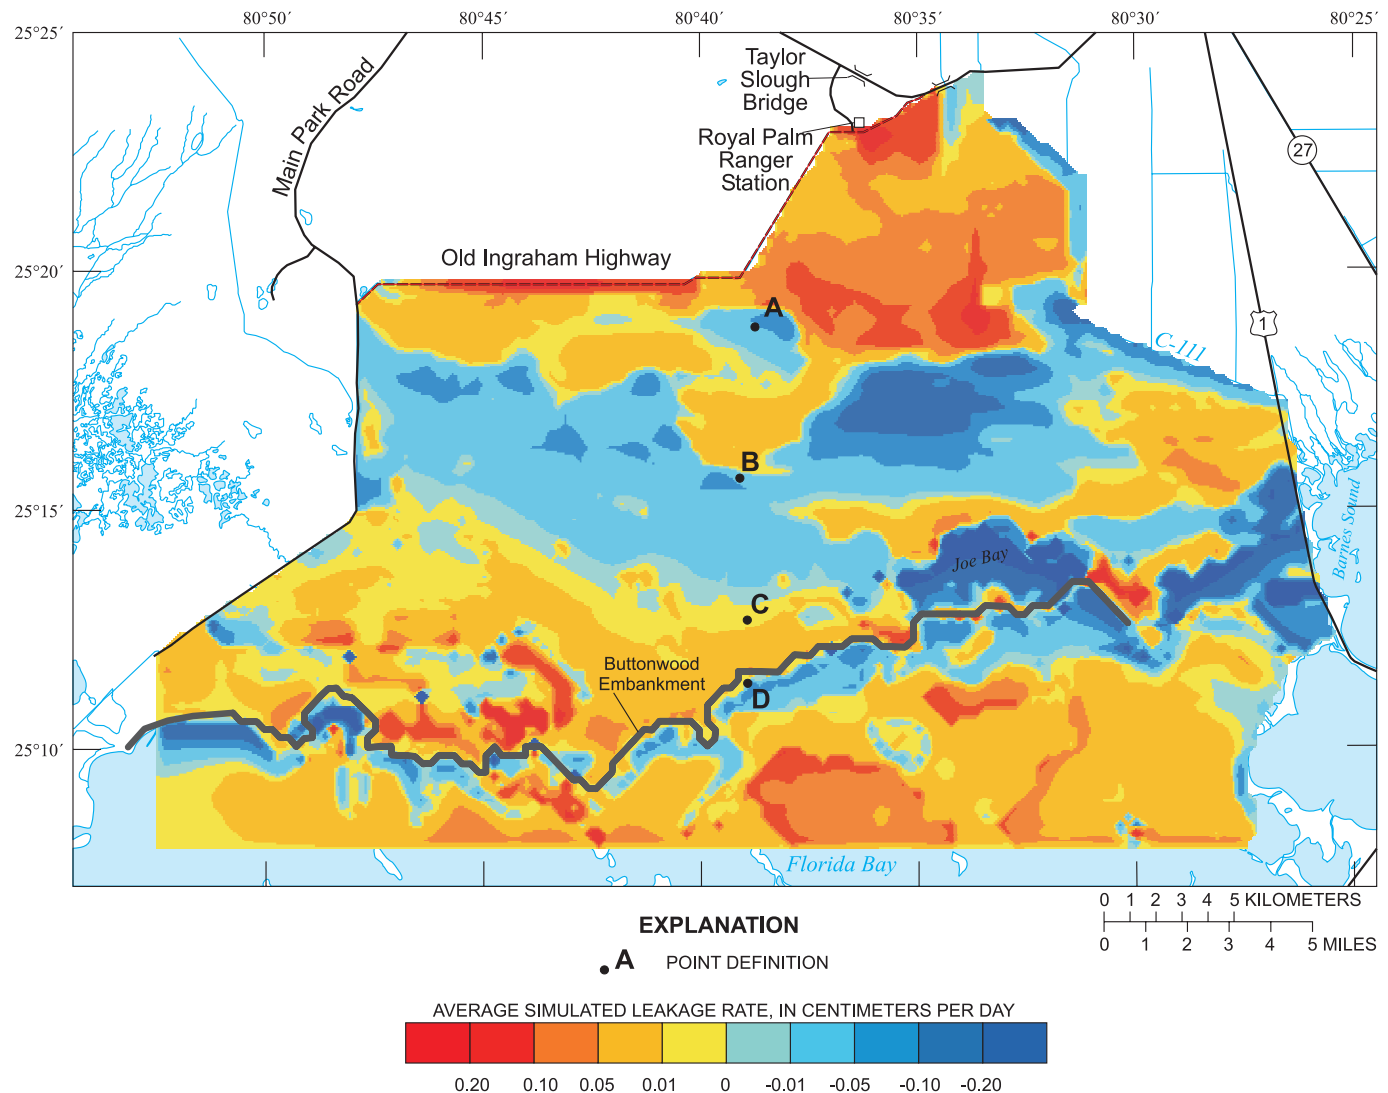 80°50´ 80°45´ 80°40´ 80°35´ 80°30´ 80°25´
25°25´
Main Park Road
Taylor
Slough
Bridge
Royal Palm
Ranger
Station
27
Old Ingraham Highway
25°20´
A
1
C-111
B
25°15´
Barnes Sound
Joe Bay
C
Buttonwood
Embankment
D
25°10´
Florida Bay
0 1 2 3 4 5 KILOMETERS
0 1 2 3 4 5 MILES
EXPLANATION
A POINT DEFINITION
AVERAGE SIMULATED LEAKAGE RATE, IN CENTIMETERS PER DAY
0.20 0.10 0.05 0.01 0 -0.01 -0.05 -0.10 -0.20